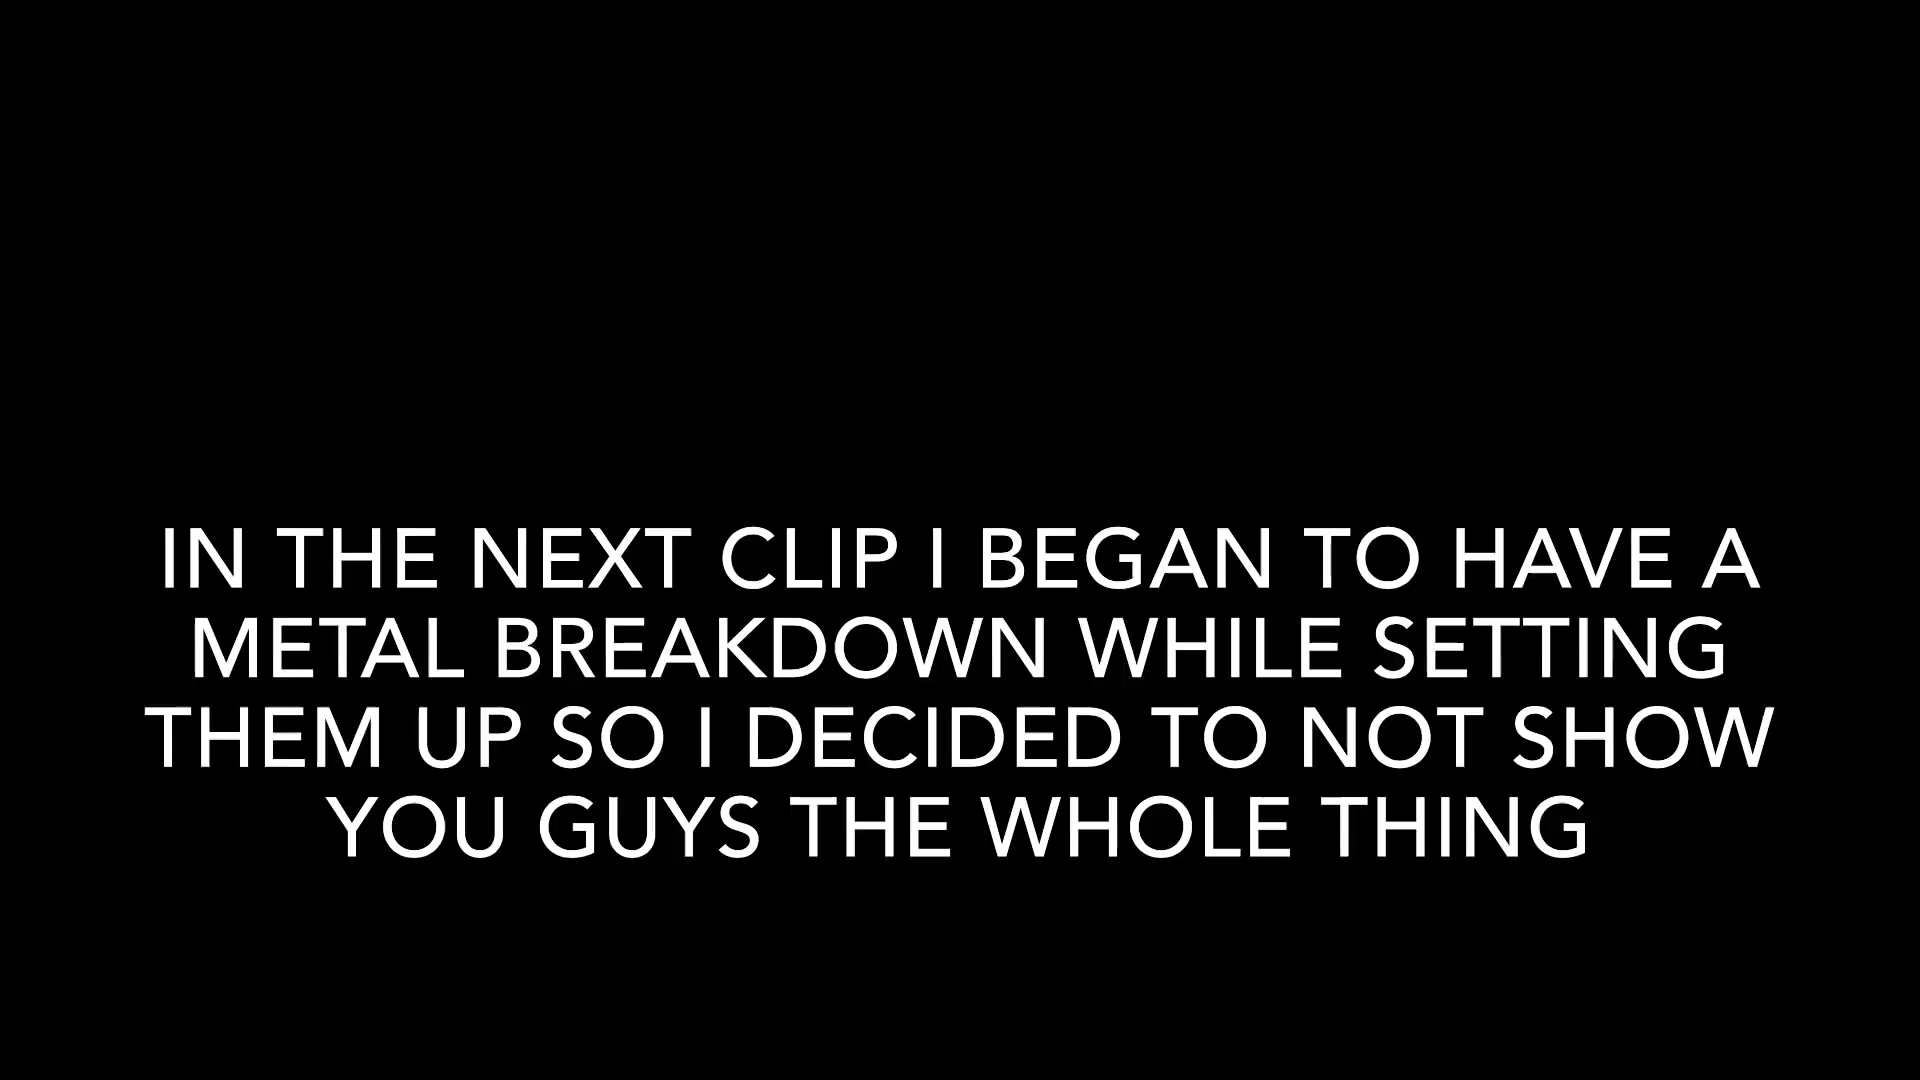 IN THE NEXT CLIP I BEGAN TO HAVE A
METAL BREAKDOWN WHILE SETTING
THEM UP SO I DECIDED TO NOT SHOW
YOU GUYS THE WHOLE THING